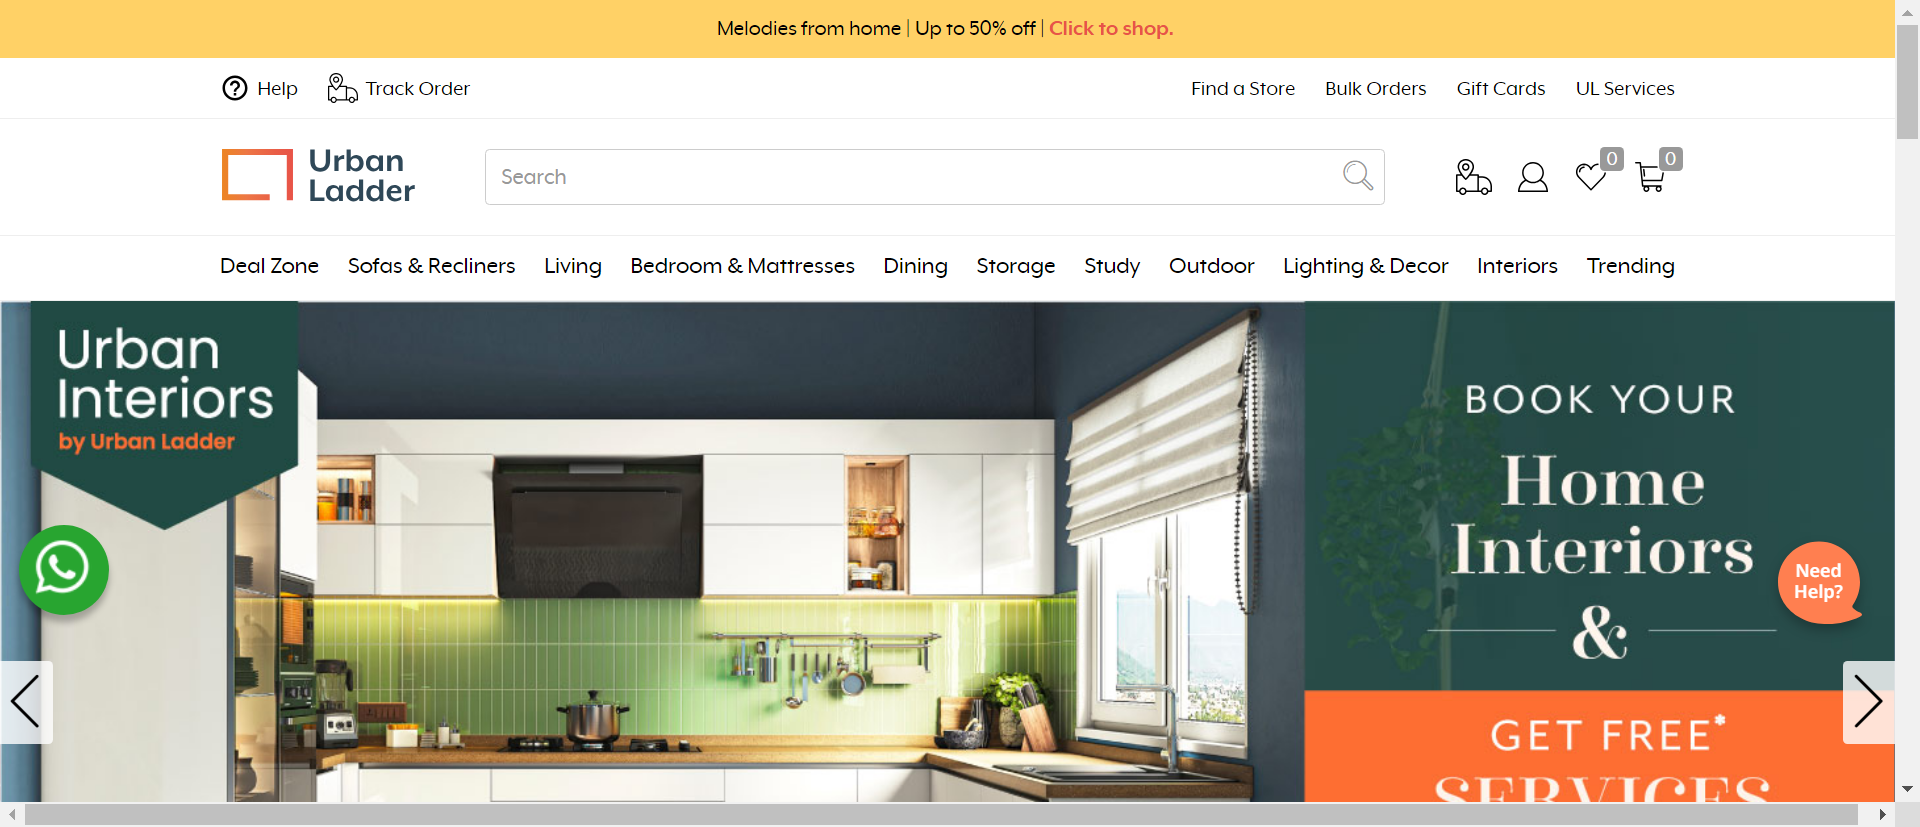 Melodies from home | Up to 50% off | Click to shop.
Help Track Order Find a Store Bulk Orders Gift Cards UL Services
Urban
Ladder
Search
0 0
Deal Zone Sofas & Recliners Living Bedroom & Mattresses Dining Storage Study Outdoor Lighting & Decor Interiors Trending
Urban
Interiors
by Urban Ladder
BOOK YOUR
Home
Interiors
&
GET FREE*
SERVICES
Need
Help?